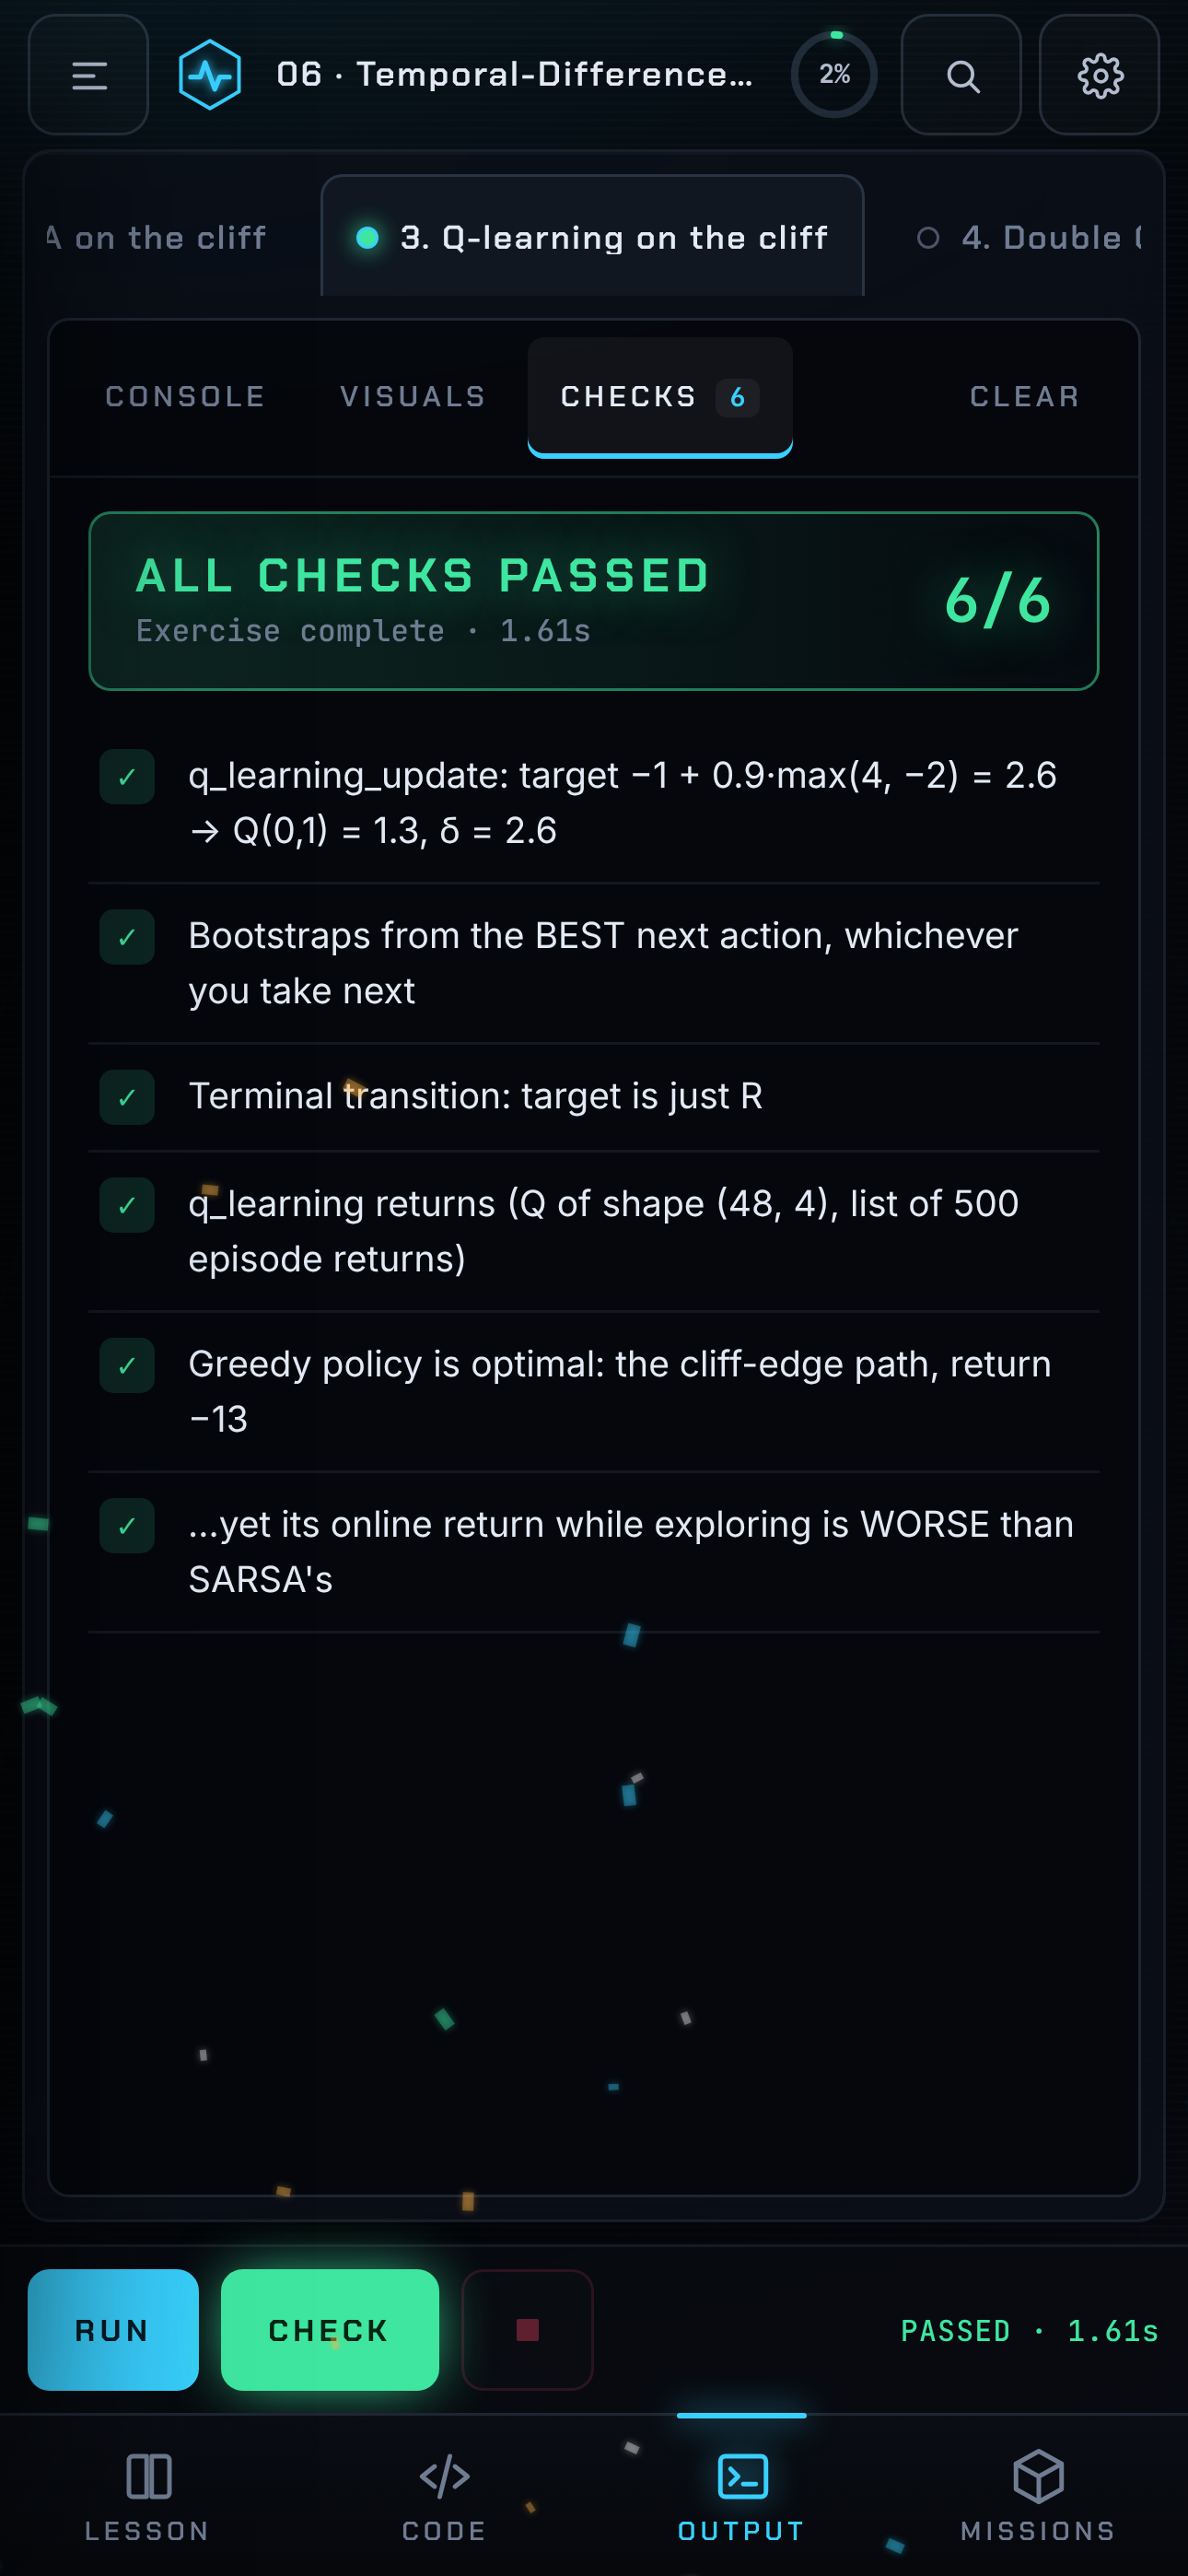 06 · Temporal-Difference…
2%
A on the cliff
3. Q-learning on the cliff
4. Double
CONSOLE
VISUALS
CHECKS 6
CLEAR
ALL CHECKS PASSED
Exercise complete · 1.61s
6/6
✓ q_learning_update: target −1 + 0.9·max(4, −2) = 2.6
→ Q(0,1) = 1.3, δ = 2.6
✓ Bootstraps from the BEST next action, whichever
you take next
✓ Terminal transition: target is just R
✓ q_learning returns (Q of shape (48, 4), list of 500
episode returns)
✓ Greedy policy is optimal: the cliff-edge path, return
−13
✓ …yet its online return while exploring is WORSE than
SARSA's
RUN
CHECK
PASSED · 1.61s
LESSON
CODE
OUTPUT
MISSIONS